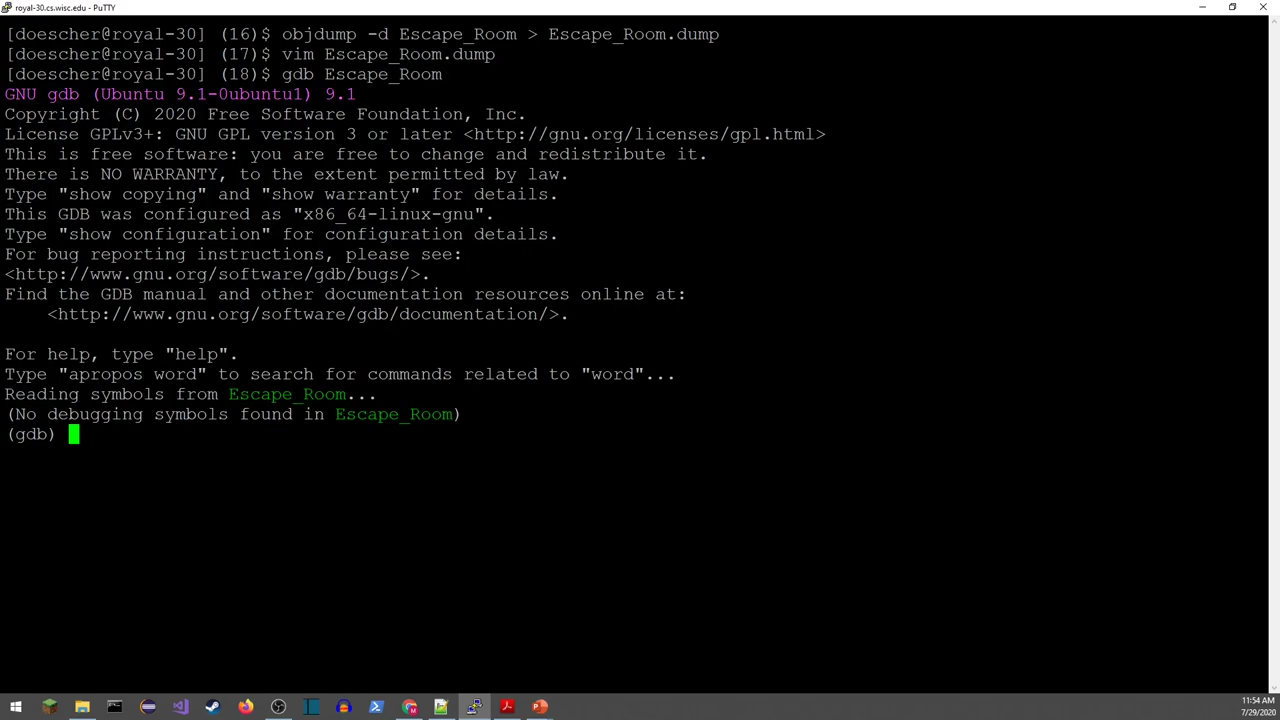 royal-30.cs.wisc.edu - PuTTY
[doescher@royal-30] (16)$ objdump -d Escape_Room > Escape_Room.dump
[doescher@royal-30] (17)$ vim Escape_Room.dump
[doescher@royal-30] (18)$ gdb Escape_Room
GNU gdb (Ubuntu 9.1-0ubuntu1) 9.1
Copyright (C) 2020 Free Software Foundation, Inc.
License GPLv3+: GNU GPL version 3 or later <http://gnu.org/licenses/gpl.html>
This is free software: you are free to change and redistribute it.
There is NO WARRANTY, to the extent permitted by law.
Type "show copying" and "show warranty" for details.
This GDB was configured as "x86_64-linux-gnu".
Type "show configuration" for configuration details.
For bug reporting instructions, please see:
<http://www.gnu.org/software/gdb/bugs/>.
Find the GDB manual and other documentation resources online at:
    <http://www.gnu.org/software/gdb/documentation/>.
For help, type "help".
Type "apropos word" to search for commands related to "word"...
Reading symbols from Escape_Room...
(No debugging symbols found in Escape_Room)
(gdb)
11:54 AM
7/29/2020